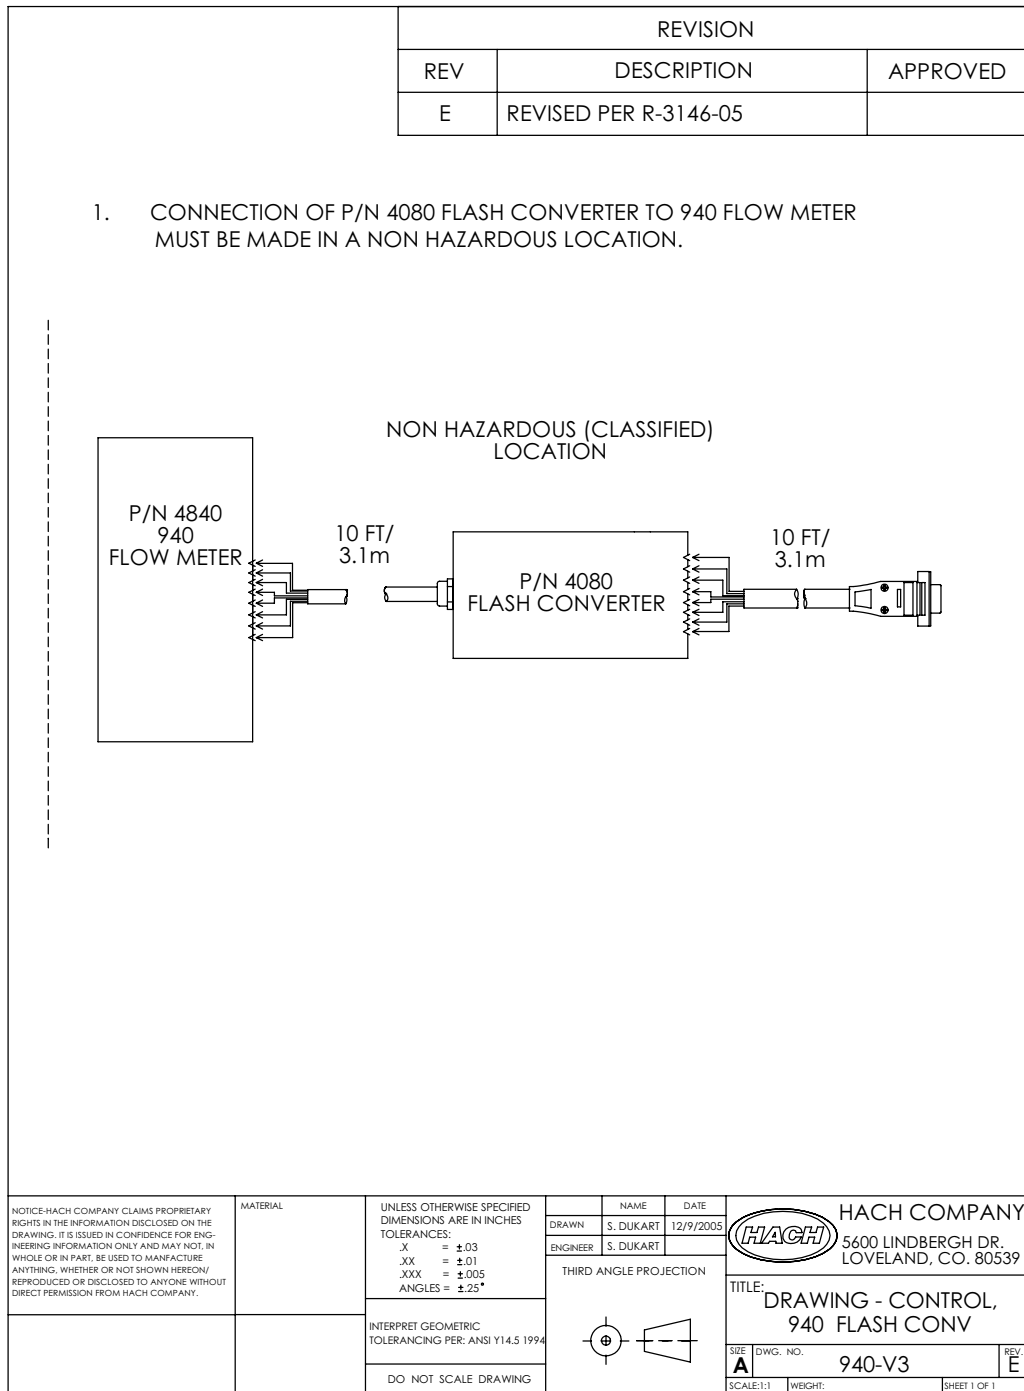 REVISION
REV DESCRIPTION APPROVED
E REVISED PER R-3146-05
1. CONNECTION OF P/N 4080 FLASH CONVERTER TO 940 FLOW METER
MUST BE MADE IN A NON HAZARDOUS LOCATION.
NON HAZARDOUS (CLASSIFIED)
LOCATION
P/N 4840
940
FLOW METER
10 FT/
3.1m
P/N 4080
FLASH CONVERTER
10 FT/
3.1m
NOTICE-HACH COMPANY CLAIMS PROPRIETARY
RIGHTS IN THE INFORMATION DISCLOSED ON THE
DRAWING. IT IS ISSUED IN CONFIDENCE FOR ENG-
INEERING INFORMATION ONLY AND MAY NOT, IN
WHOLE OR IN PART, BE USED TO MANFACTURE
ANYTHING, WHETHER OR NOT SHOWN HEREON/
REPRODUCED OR DISCLOSED TO ANYONE WITHOUT
DIRECT PERMISSION FROM HACH COMPANY.
MATERIAL
UNLESS OTHERWISE SPECIFIED
DIMENSIONS ARE IN INCHES
TOLERANCES:
.X = ±.03
.XX = ±.01
.XXX = ±.005
ANGLES = ±.25°
INTERPRET GEOMETRIC
TOLERANCING PER: ANSI Y14.5 1994
DO NOT SCALE DRAWING
NAME DATE
DRAWN S. DUKART 12/9/2005
ENGINEER S. DUKART
THIRD ANGLE PROJECTION
HACH
HACH COMPANY
5600 LINDBERGH DR.
LOVELAND, CO. 80539
TITLE:
DRAWING - CONTROL,
940 FLASH CONV
SIZE DWG. NO. REV.
A 940-V3 E
SCALE:1:1 WEIGHT: SHEET 1 OF 1